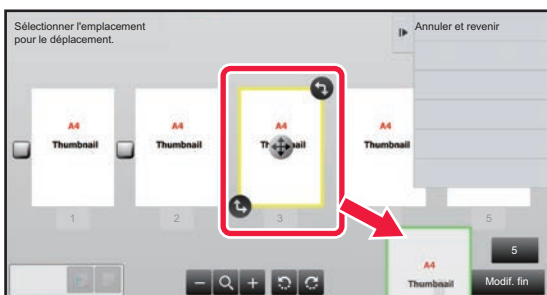 Sélectionner l'emplacement
pour le déplacement.
Annuler et revenir
A4
Thumbnail
A4
Thumbnail
A4
Thumbnail
A4
Thumbnail
1
2
3
5
5
A4
Thumbnail
Modif. fin